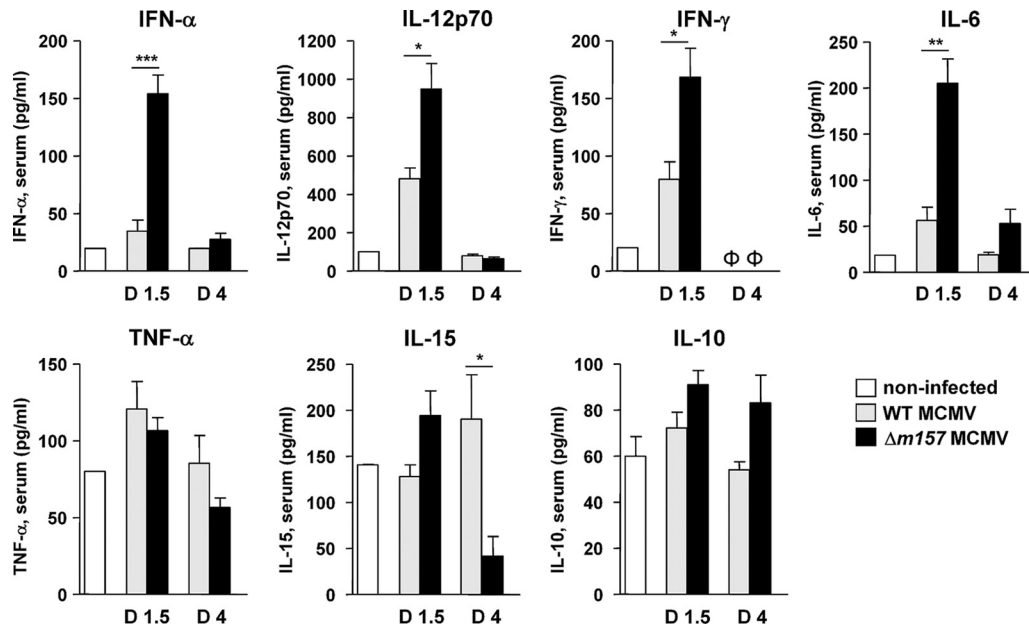 IFN-α
IFN-α, serum (pg/ml)
200
150
100
50
0
***
D 1.5
D 4
IL-12p70
IL-12p70, serum (pg/ml)
1200
1000
800
600
400
200
0
*
D 1.5
D 4
IFN-γ
IFN-γ, serum (pg/ml)
200
150
100
50
0
*
Φ Φ
D 1.5
D 4
IL-6
IL-6, serum (pg/ml)
250
200
150
100
50
0
**
D 1.5
D 4
TNF-α
TNF-α, serum (pg/ml)
150
100
50
0
D 1.5
D 4
IL-15
IL-15, serum (pg/ml)
250
200
150
100
50
0
*
D 1.5
D 4
IL-10
IL-10, serum (pg/ml)
100
80
60
40
20
0
D 1.5
D 4
non-infected
WT MCMV
Δm157 MCMV